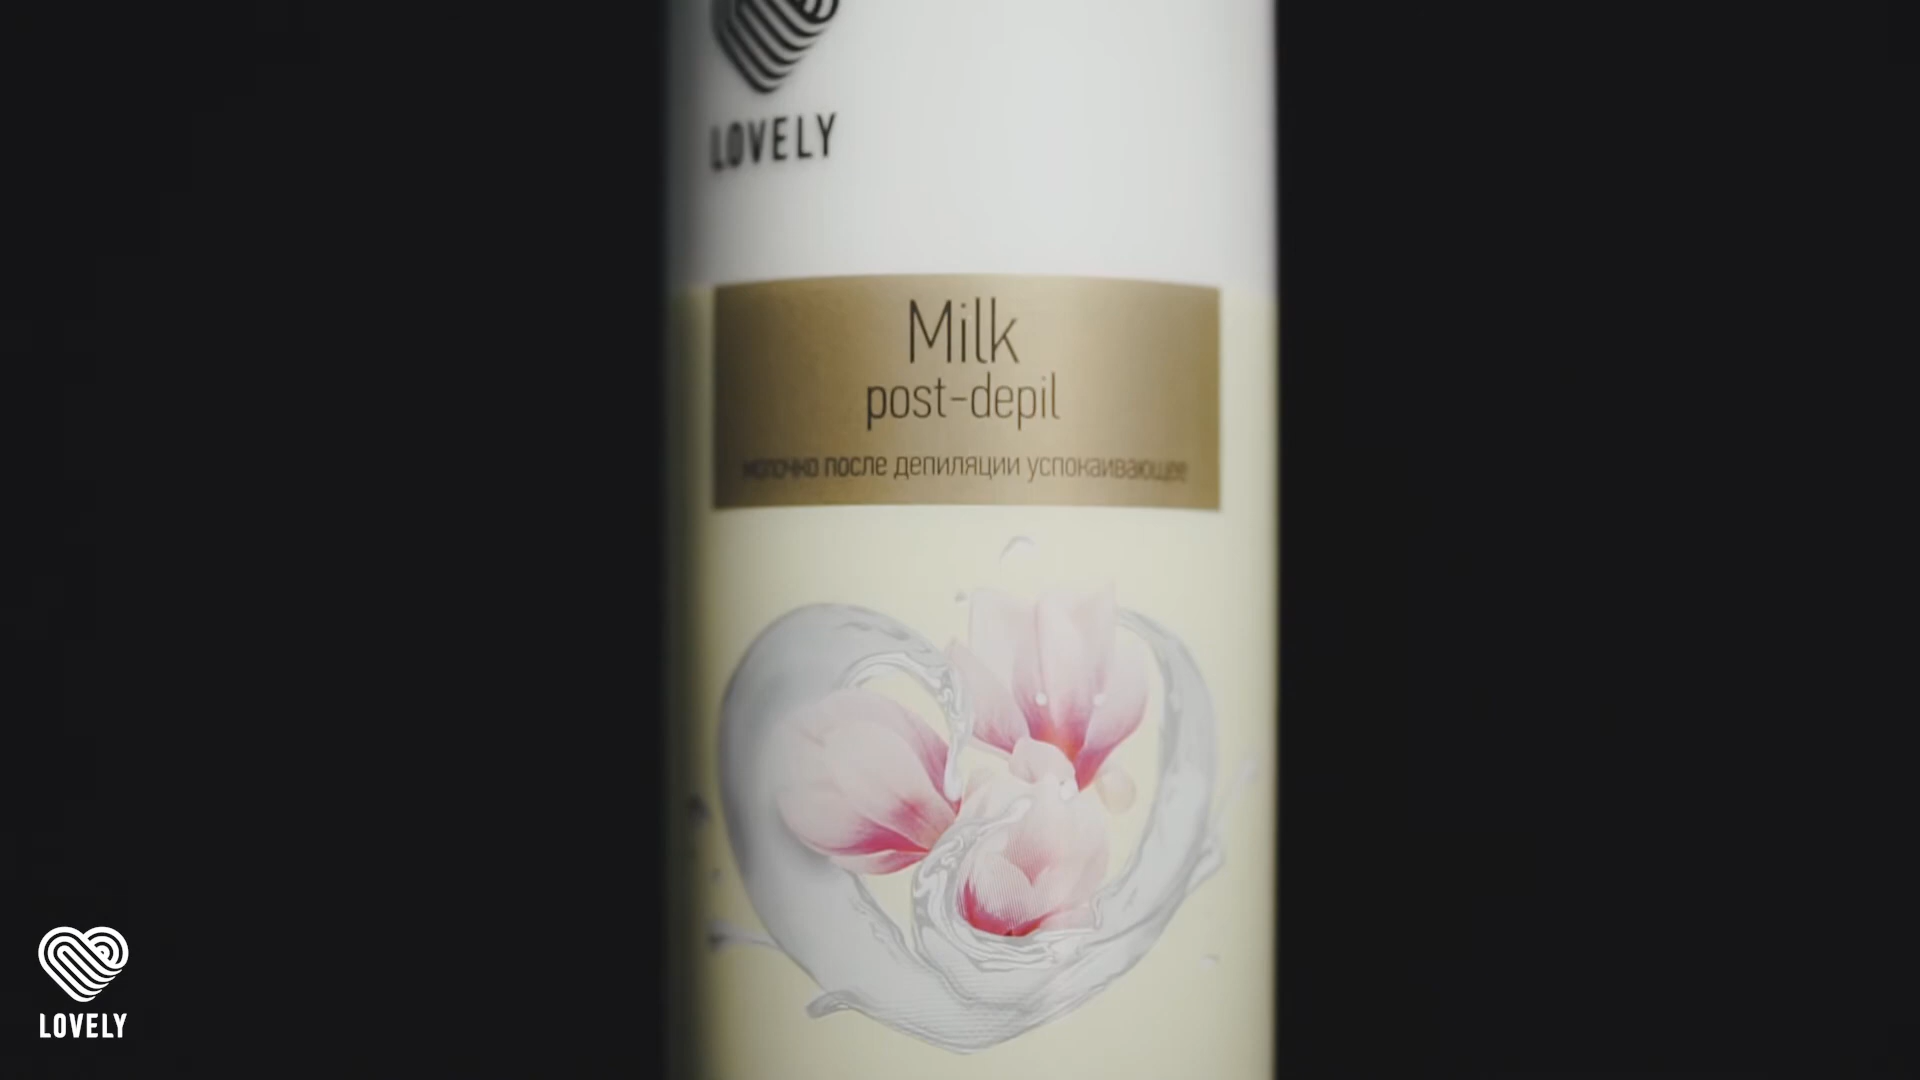 LOVELY
Milk
post-depil
молочко после депиляции успокаивающее
LOVELY